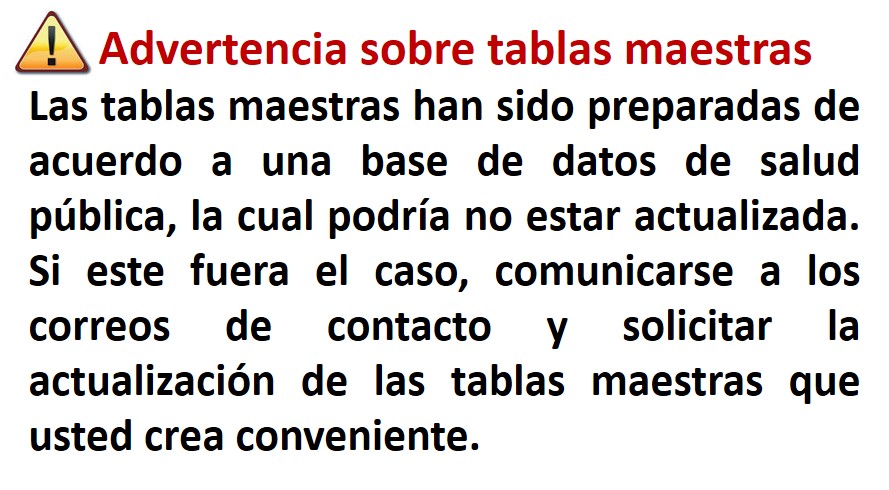 Advertencia sobre tablas maestras
Las tablas maestras han sido preparadas de
acuerdo a una base de datos de salud
pública, la cual podría no estar actualizada.
Si este fuera el caso, comunicarse a los
correos de contacto y solicitar la
actualización de las tablas maestras que
usted crea conveniente.